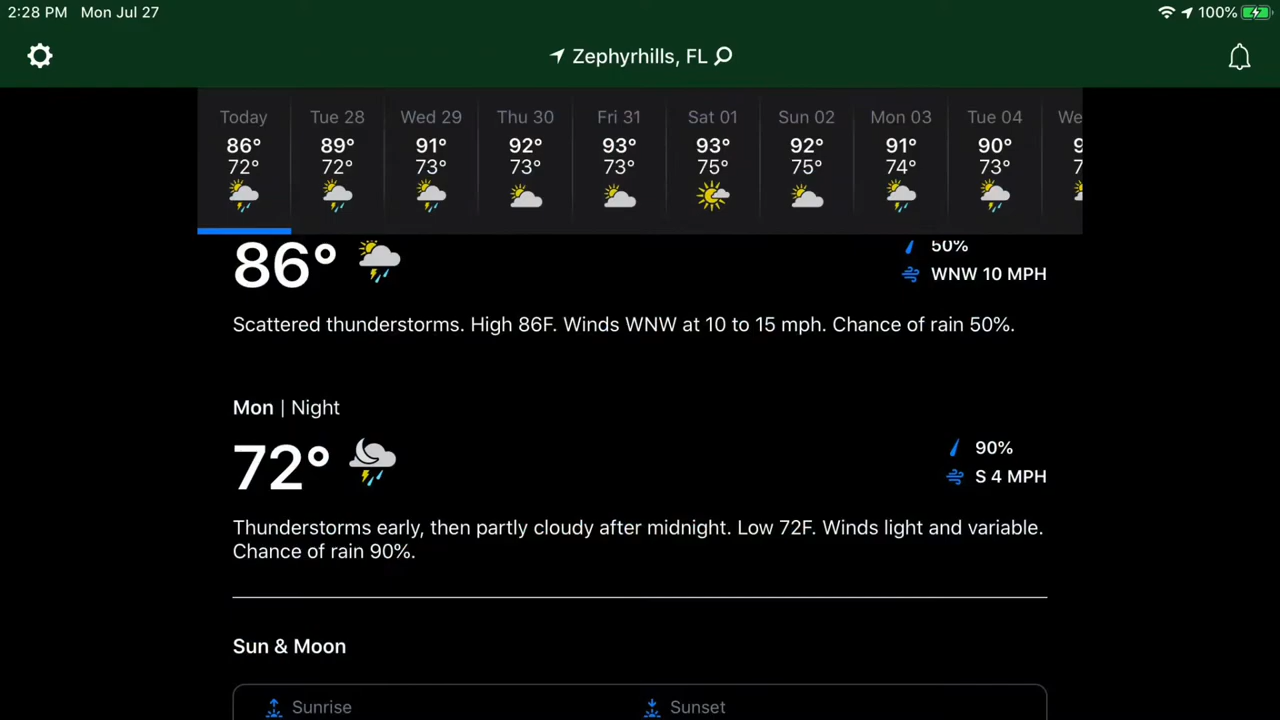 2:28 PM Mon Jul 27 100%
Zephyrhills, FL
Today Tue 28 Wed 29 Thu 30 Fri 31 Sat 01 Sun 02 Mon 03 Tue 04 We
86° 89° 91° 92° 93° 93° 92° 91° 90° 9
72° 72° 73° 73° 73° 75° 75° 74° 73°
86° 50%
WNW 10 MPH
Scattered thunderstorms. High 86F. Winds WNW at 10 to 15 mph. Chance of rain 50%.
Mon | Night
72° 90%
S 4 MPH
Thunderstorms early, then partly cloudy after midnight. Low 72F. Winds light and variable.
Chance of rain 90%.
Sun & Moon
Sunrise Sunset